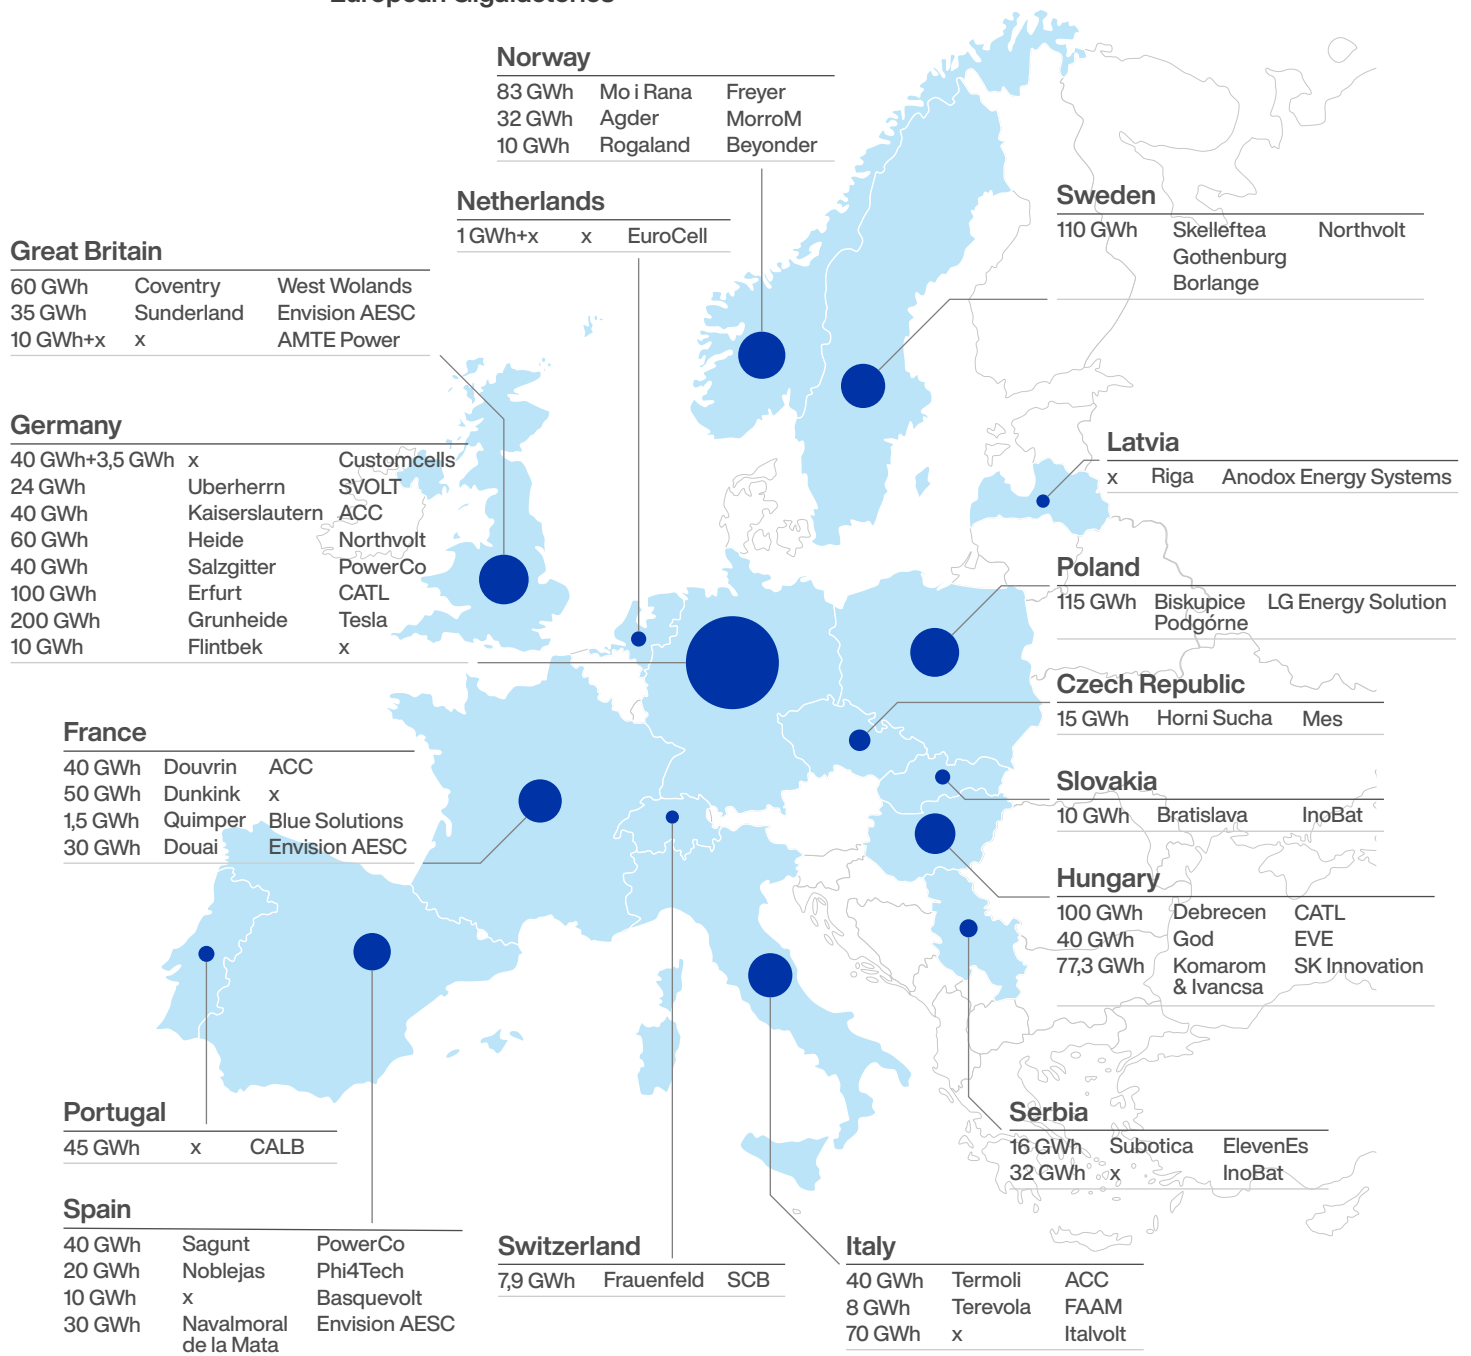 European Gigafactories
Norway
83 GWh Mo i Rana Freyer
32 GWh Agder MorroM
10 GWh Rogaland Beyonder
Netherlands
1 GWh+x x EuroCell
Sweden
110 GWh Skelleftea Northvolt
Gothenburg
Borlange
Great Britain
60 GWh Coventry West Wolands
35 GWh Sunderland Envision AESC
10 GWh+x x AMTE Power
Germany
40 GWh+3,5 GWh x Customcells
24 GWh Uberherrn SVOLT
40 GWh Kaiserslautern ACC
60 GWh Heide Northvolt
40 GWh Salzgitter PowerCo
100 GWh Erfurt CATL
200 GWh Grunheide Tesla
10 GWh Flintbek x
Latvia
x Riga Anodox Energy Systems
Poland
115 GWh Biskupice LG Energy Solution
Podgórne
Czech Republic
15 GWh Horni Sucha Mes
France
40 GWh Douvrin ACC
50 GWh Dunkink x
1,5 GWh Quimper Blue Solutions
30 GWh Douai Envision AESC
Slovakia
10 GWh Bratislava InoBat
Hungary
100 GWh Debrecen CATL
40 GWh God EVE
77,3 GWh Komarom SK Innovation
& Ivancsa
Portugal
45 GWh x CALB
Serbia
16 GWh Subotica ElevenEs
32 GWh x InoBat
Spain
40 GWh Sagunt PowerCo
20 GWh Noblejas Phi4Tech
10 GWh x Basquevolt
30 GWh Navalmoral Envision AESC
de la Mata
Switzerland
7,9 GWh Frauenfeld SCB
Italy
40 GWh Termoli ACC
8 GWh Terevola FAAM
70 GWh x Italvolt